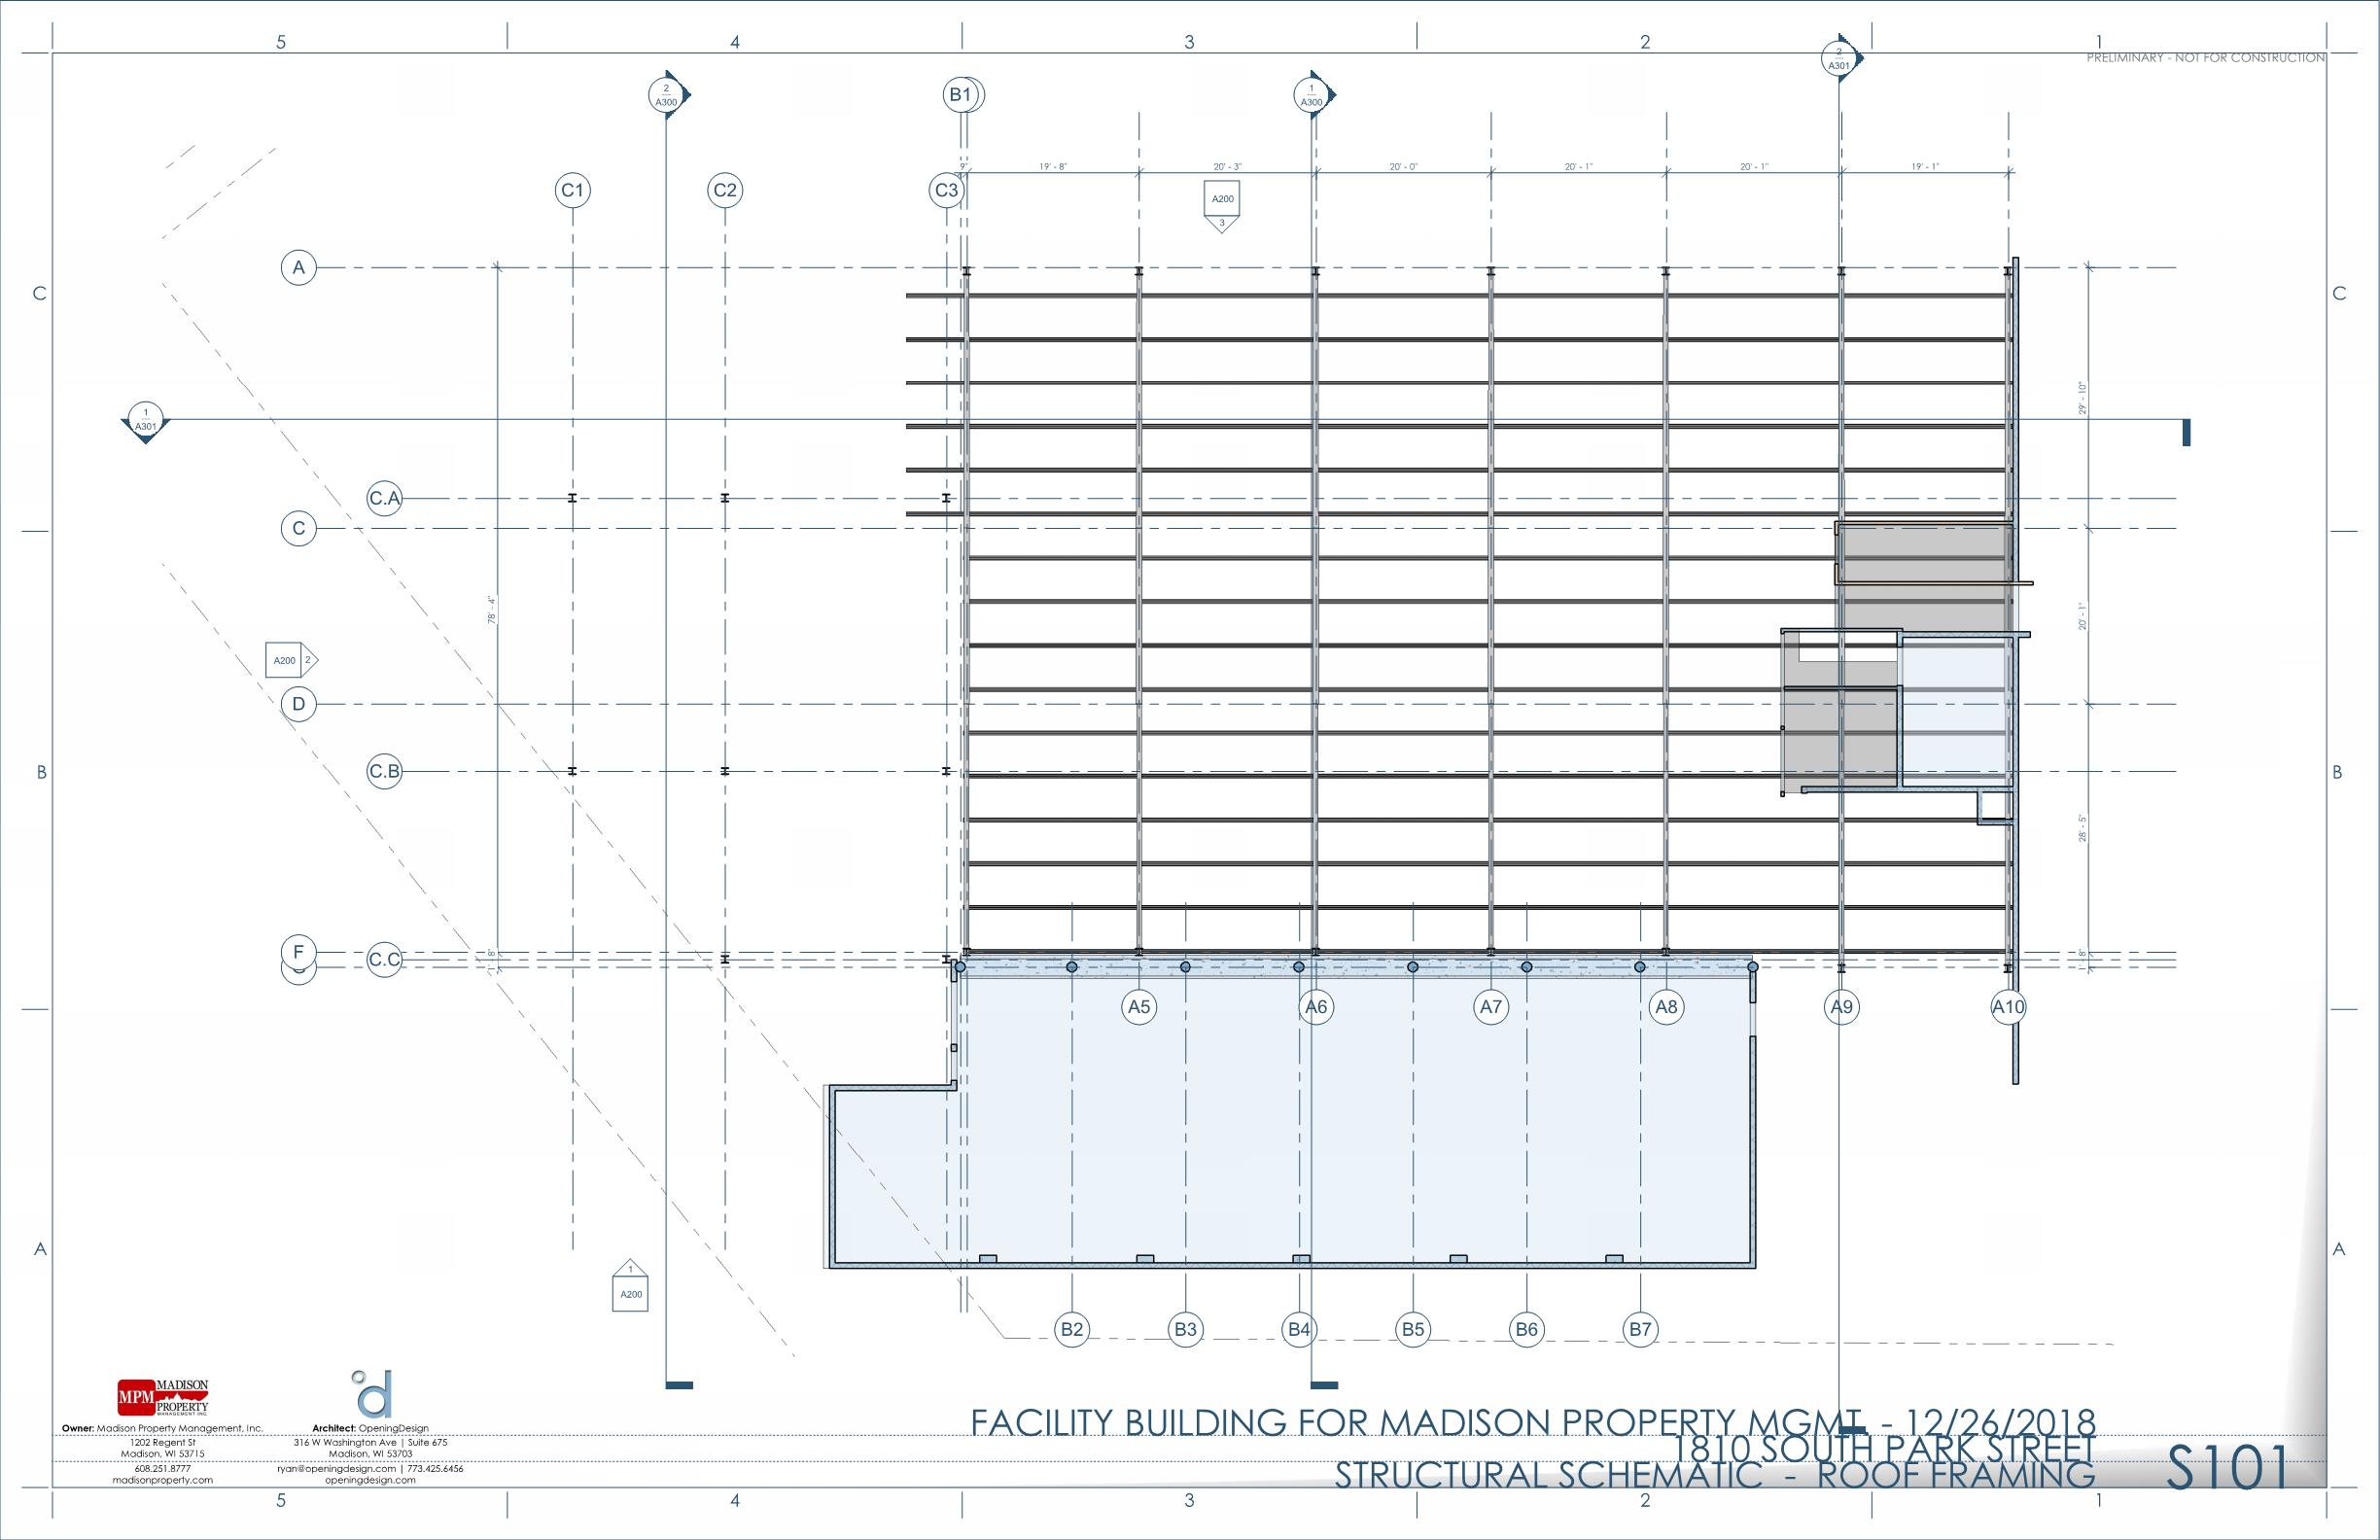 5 4 3 2 1
PRELIMINARY - NOT FOR CONSTRUCTION
2
A301
2
A300
B1
1
A300
9" 19' - 8" 20' - 3" 20' - 0" 20' - 1" 20' - 1" 19' - 1"
C1 C2 C3
A200
3
A
C C
29' - 10"
1
A301
C.A
C
78' - 4"
20' - 1"
A200 2
D
C.B
B B
28' - 5"
F
C.C
1' - 8" 1' - 8"
A5 A6 A7 A8 A9 A10
A A
1
A200
B2 B3 B4 B5 B6 B7
MPM MADISON
PROPERTY
MANAGEMENT INC.
d
Owner: Madison Property Management, Inc.
1202 Regent St
Madison, WI 53715
608.251.8777
madisonproperty.com
Architect: OpeningDesign
316 W Washington Ave | Suite 675
Madison, WI 53703
ryan@openingdesign.com | 773.425.6456
openingdesign.com
FACILITY BUILDING FOR MADISON PROPERTY MGMT. - 12/26/2018
1810 SOUTH PARK STREET
STRUCTURAL SCHEMATIC - ROOF FRAMING
S101
5 4 3 2 1